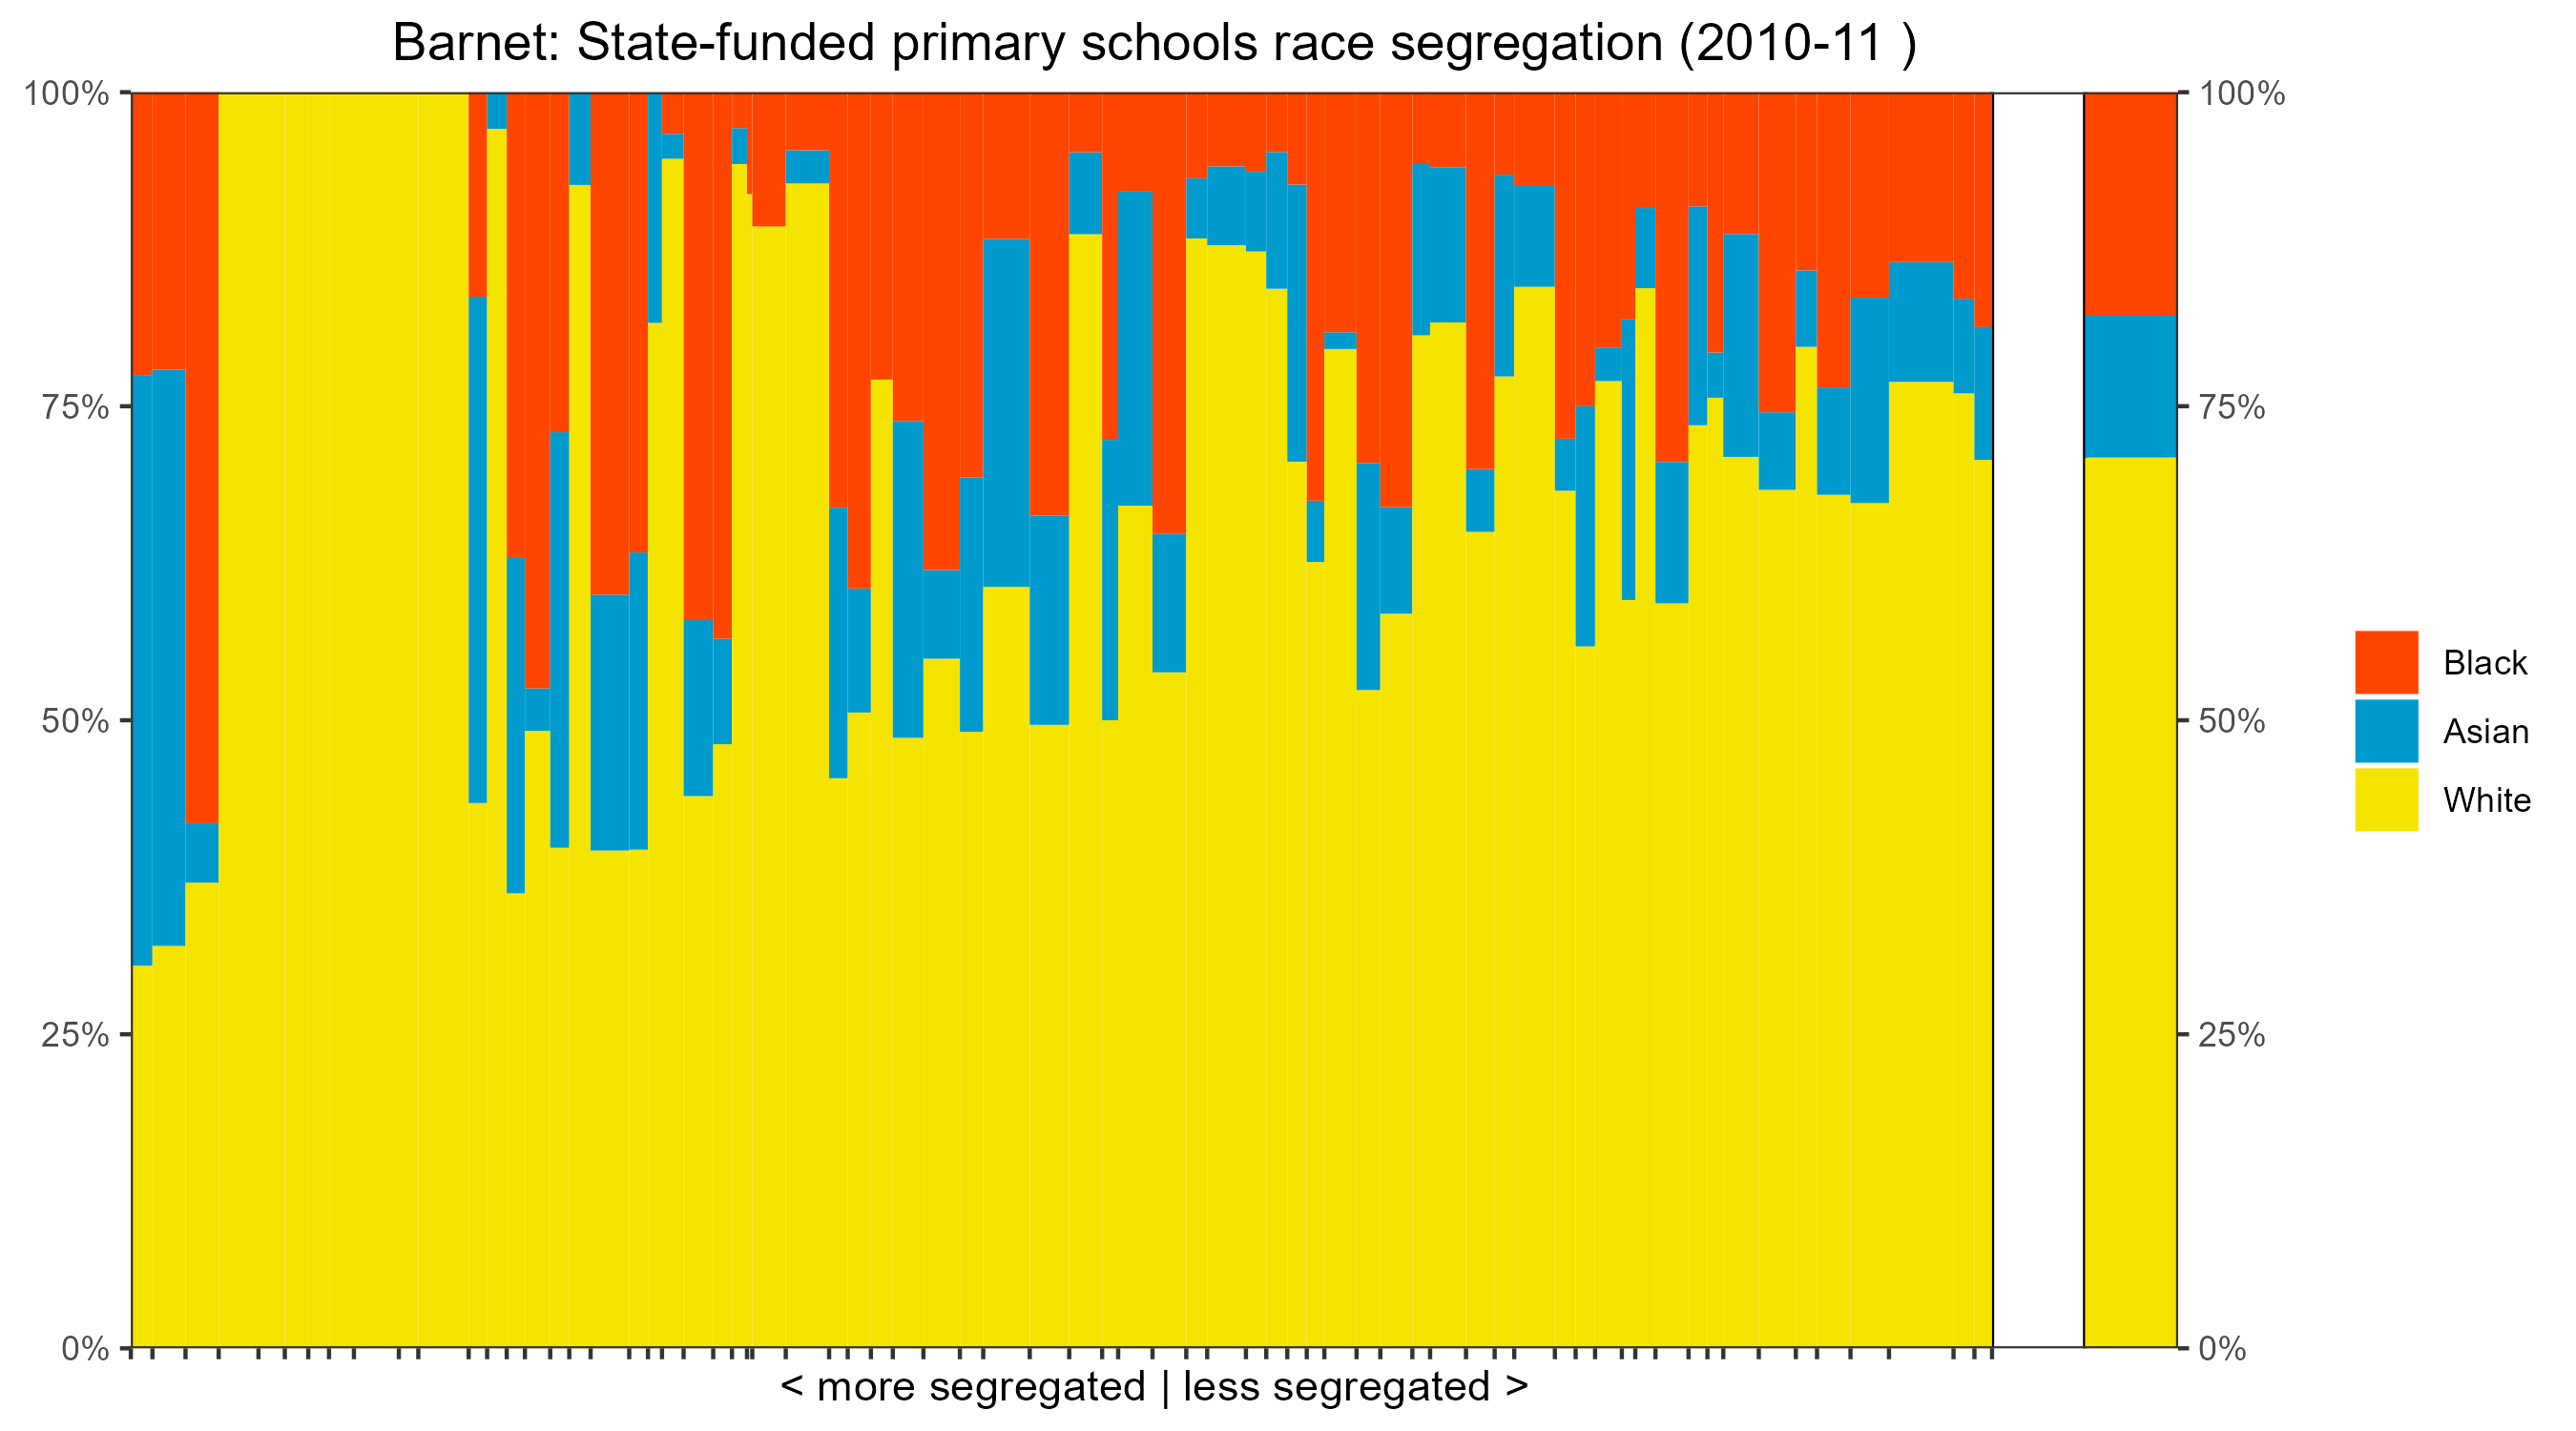 Barnet: State-funded primary schools race segregation (2010-11 )
100%
75%
50%
25%
0%
100%
75%
50%
25%
0%
Black
Asian
White
< more segregated | less segregated >